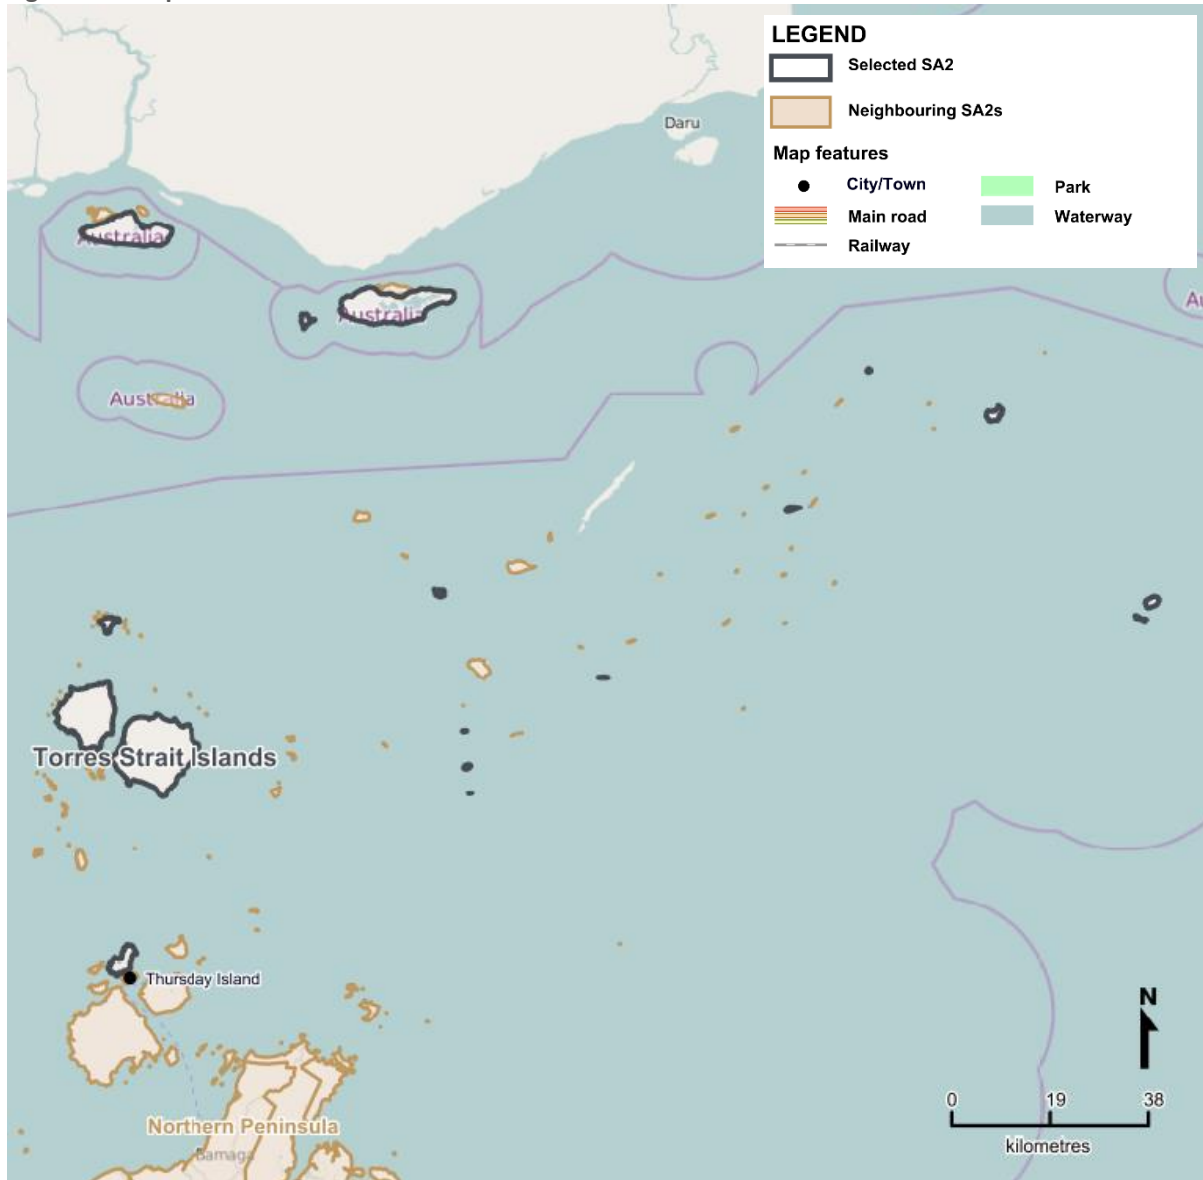 LEGEND
Selected SA2
Neighbouring SA2s
Map features
City/Town
Park
Main road
Waterway
Railway
Daru
Australia
Australia
Au
Australia
Torres Strait Islands
Thursday Island
Northern Peninsula
Bamaga
N
0 19 38
kilometres